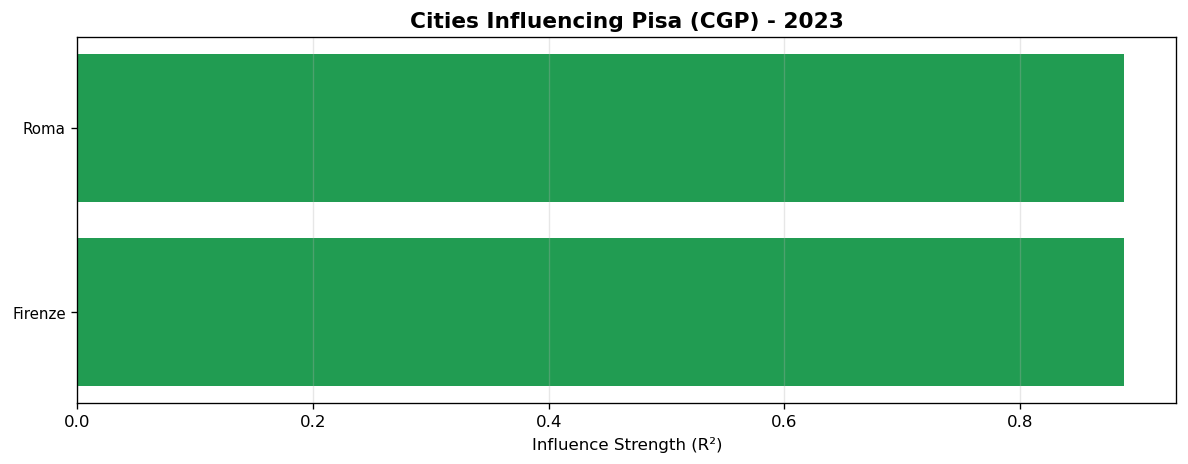 Cities Influencing Pisa (CGP) - 2023
Roma
Firenze
0.0 0.2 0.4 0.6 0.8
Influence Strength (R²)